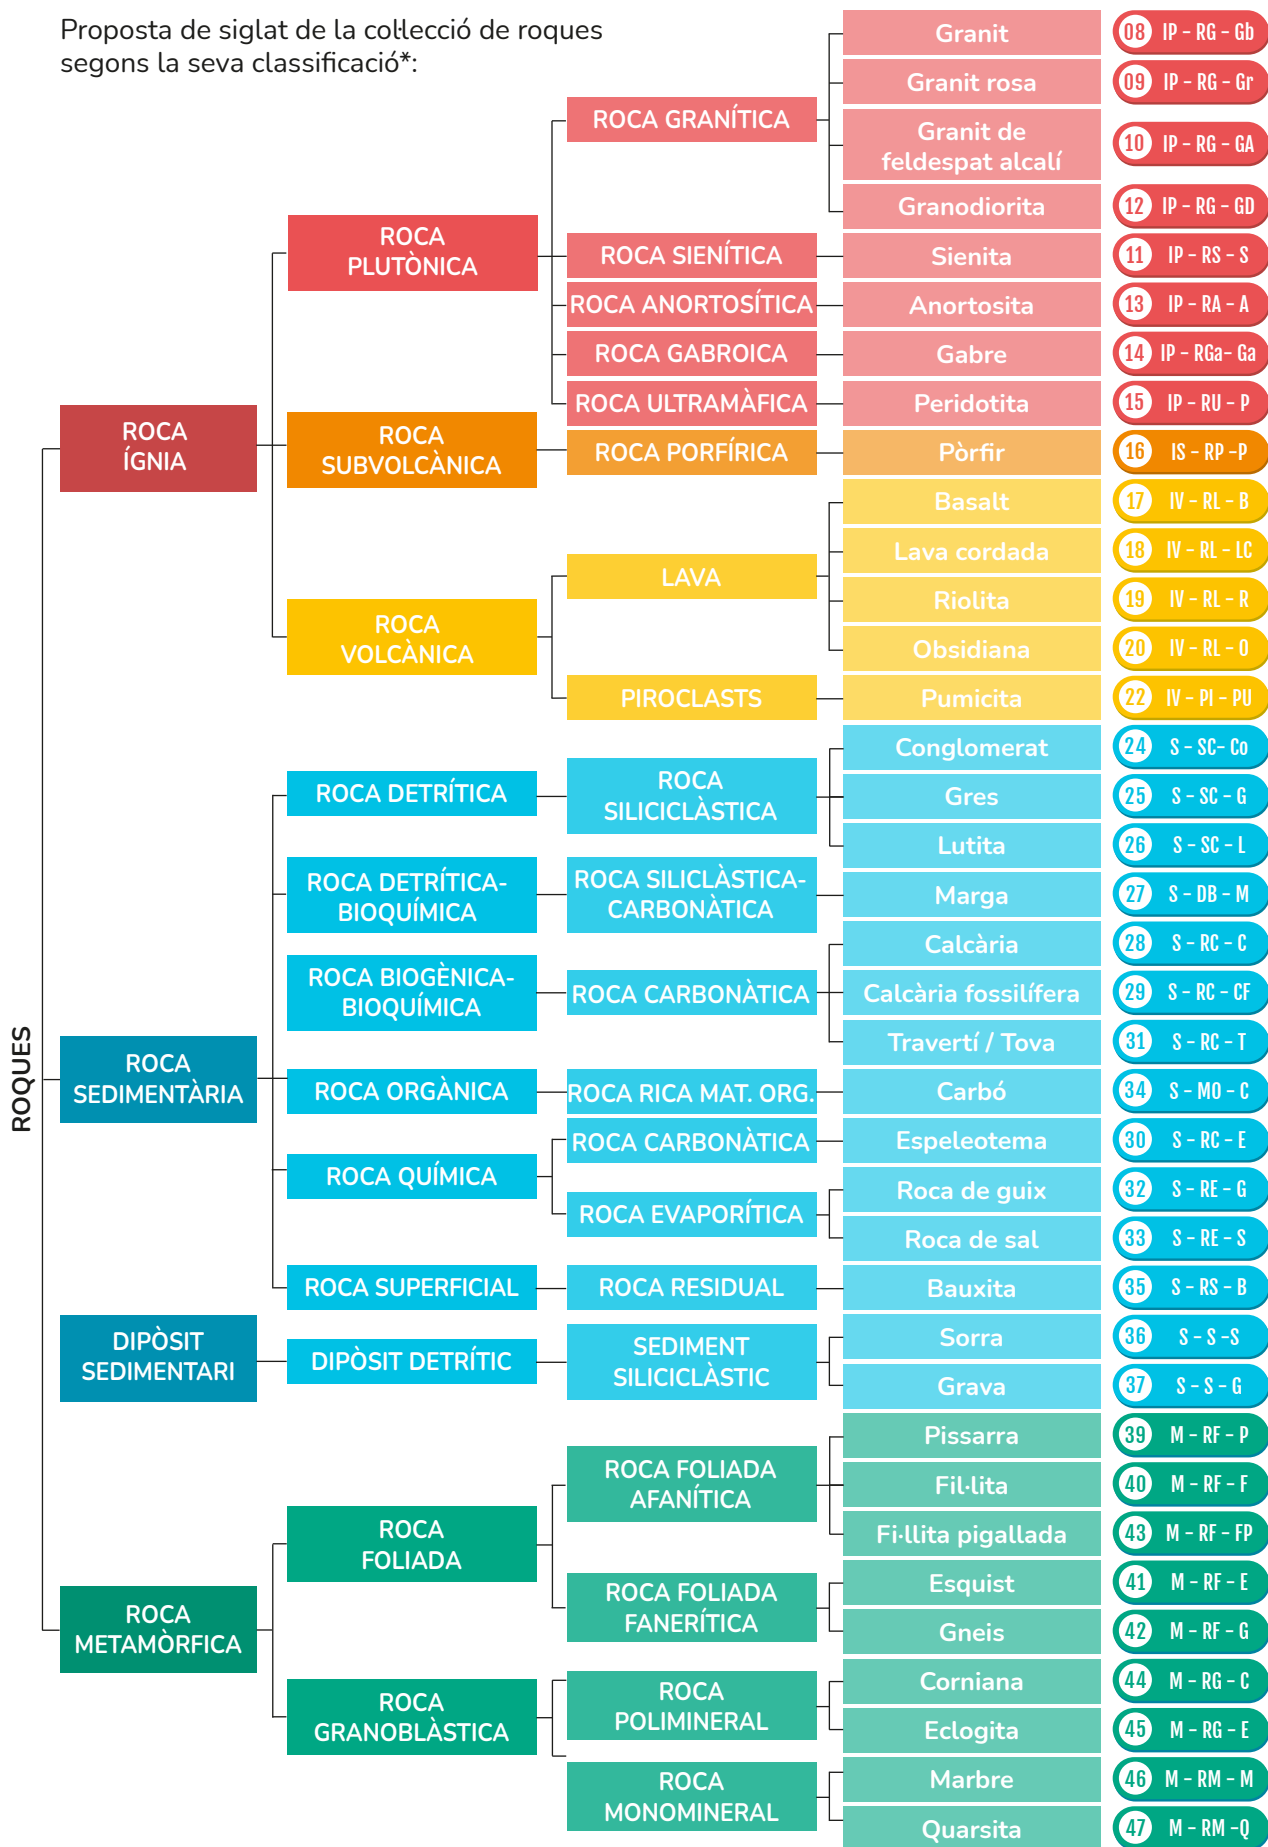 Proposta de siglat de la col·lecció de roques
segons la seva classificació*:
ROQUES
ROCA
ÍGNIA
ROCA
PLUTÒNICA
ROCA GRANÍTICA
Granit
08 IP – RG – Gb
Granit rosa
09 IP – RG – Gr
Granit de
feldespat alcalí
10 IP – RG – GA
Granodiorita
12 IP – RG – GD
ROCA SIENÍTICA
Sienita
11 IP – RS – S
ROCA ANORTOSÍTICA
Anortosita
13 IP – RA – A
ROCA GABROICA
Gabre
14 IP – RGa– Ga
ROCA ULTRAMÀFICA
Peridotita
15 IP – RU – P
ROCA
SUBVOLCÀNICA
ROCA PORFÍRICA
Pòrfir
16 IS – RP –P
ROCA
VOLCÀNICA
LAVA
Basalt
17 IV – RL – B
Lava cordada
18 IV – RL – LC
Riolita
19 IV – RL – R
Obsidiana
20 IV – RL – O
PIROCLASTS
Pumicita
22 IV – PI – PU
ROCA
SEDIMENTÀRIA
ROCA DETRÍTICA
ROCA
SILICICLÀSTICA
Conglomerat
24 S – SC– Co
Gres
25 S – SC – G
Lutita
26 S – SC – L
ROCA DETRÍTICA-
BIOQUÍMICA
ROCA SILICLÀSTICA-
CARBONÀTICA
Marga
27 S – DB – M
ROCA BIOGÈNICA-
BIOQUÍMICA
ROCA CARBONÀTICA
Calcària
28 S – RC – C
Calcària fossilífera
29 S – RC – CF
Travertí / Tova
31 S – RC – T
ROCA ORGÀNICA
ROCA RICA MAT. ORG.
Carbó
34 S – MO – C
ROCA QUÍMICA
ROCA CARBONÀTICA
Espeleotema
30 S – RC – E
ROCA EVAPORÍTICA
Roca de guix
32 S – RE – G
Roca de sal
33 S – RE – S
ROCA SUPERFICIAL
ROCA RESIDUAL
Bauxita
35 S – RS – B
DIPÒSIT
SEDIMENTARI
DIPÒSIT DETRÍTIC
SEDIMENT
SILICICLÀSTIC
Sorra
36 S – S –S
Grava
37 S – S – G
ROCA
METAMÒRFICA
ROCA
FOLIADA
ROCA FOLIADA
AFANÍTICA
Pissarra
39 M – RF – P
Fil·lita
40 M – RF – F
Fi·llita pigallada
43 M – RF – FP
ROCA FOLIADA
FANERÍTICA
Esquist
41 M – RF – E
Gneis
42 M – RF – G
ROCA
GRANOBLÀSTICA
ROCA
POLIMINERAL
Corniana
44 M – RG – C
Eclogita
45 M – RG – E
ROCA
MONOMINERAL
Marbre
46 M – RM – M
Quarsita
47 M – RM –Q